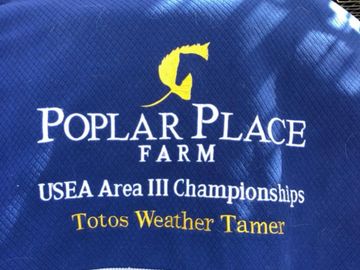 POPLAR PLACE
FARM
USEA Area III Championships
Totos Weather Tamer